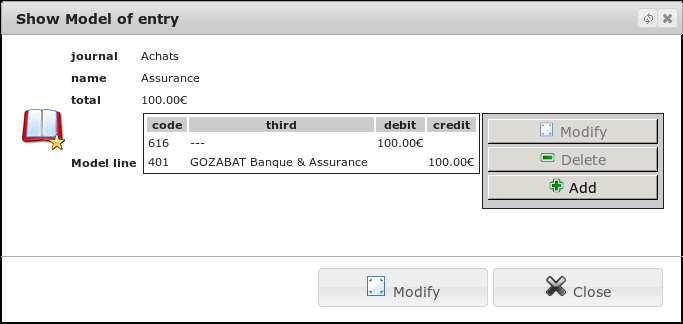 Show Model of entry
journal Achats
name Assurance
total 100.00€
code third debit credit
616 --- 100.00€
Model line 401 GOZABAT Banque & Assurance 100.00€
Modify
Delete
Add
Modify Close